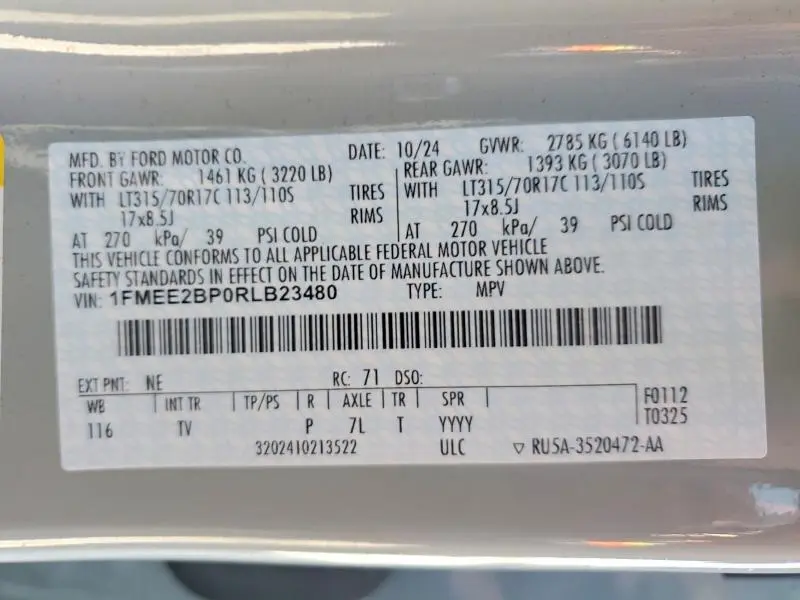 MFD. BY FORD MOTOR CO. DATE: 10/24 GVWR: 2785 KG ( 6140 LB)
FRONT GAWR: 1461 KG ( 3220 LB) REAR GAWR: 1393 KG ( 3070 LB)
WITH LT315/70R17C 113/110S TIRES WITH LT315/70R17C 113/110S TIRES
17x8.5J RIMS 17x8.5J RIMS
AT 270 kPa/ 39 PSI COLD AT 270 kPa/ 39 PSI COLD
THIS VEHICLE CONFORMS TO ALL APPLICABLE FEDERAL MOTOR VEHICLE
SAFETY STANDARDS IN EFFECT ON THE DATE OF MANUFACTURE SHOWN ABOVE.
VIN: 1FMEE2BP0RLB23480 TYPE: MPV
EXT PNT: NE RC: 71 DSO:
WB INT TR TP/PS R AXLE TR SPR F0112
116 TV P 7L T YYYY T0325
3202410213522 ULC ▽ RU5A-3520472-AA